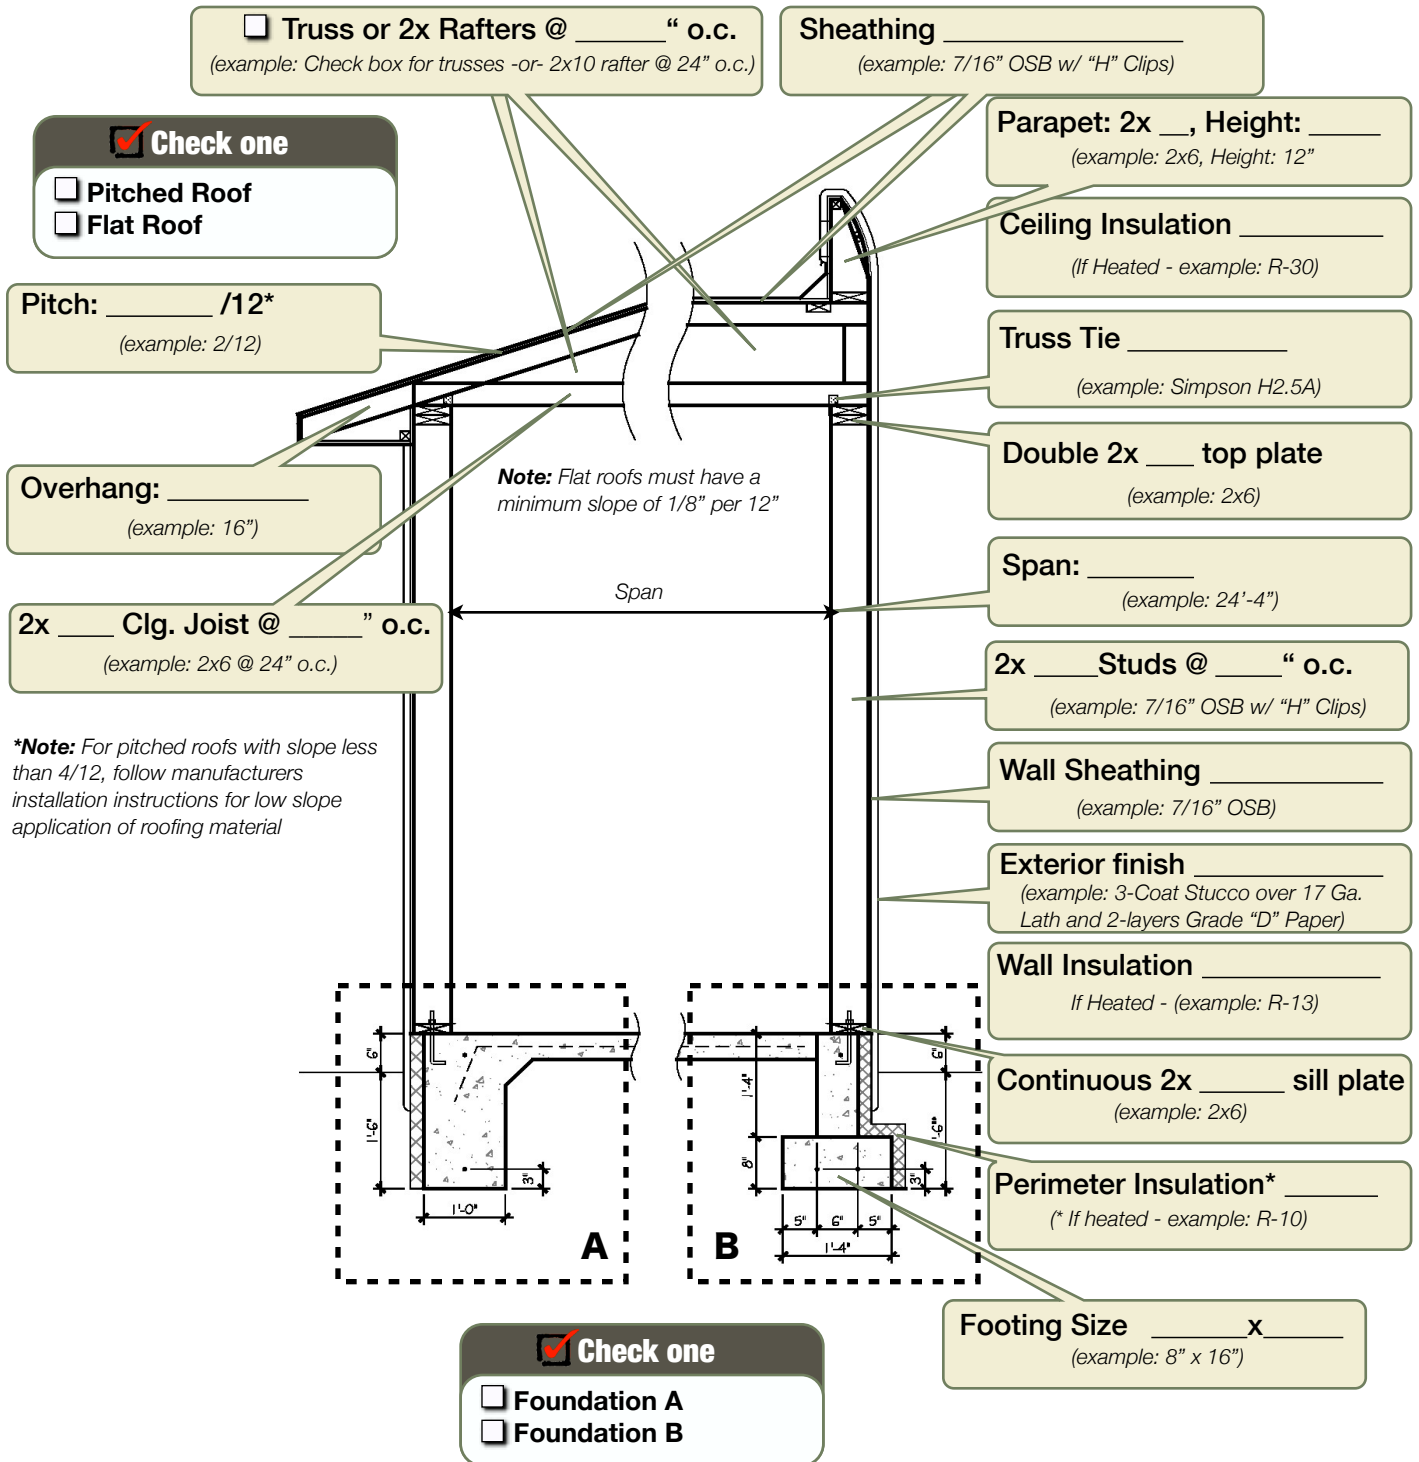 Truss or 2x Rafters @ ______“ o.c.
(example: Check box for trusses -or- 2x10 rafter @ 24” o.c.)
Sheathing ________________
(example: 7/16” OSB w/ “H” Clips)
Check one
Pitched Roof
Flat Roof
Parapet: 2x __, Height: _____
(example: 2x6, Height: 12”
Ceiling Insulation __________
(If Heated - example: R-30)
Pitch: _______ /12*
(example: 2/12)
Truss Tie ___________
(example: Simpson H2.5A)
Double 2x ___ top plate
(example: 2x6)
Overhang: _________
(example: 16”)
Note: Flat roofs must have a
minimum slope of 1/8” per 12”
Span: _______
(example: 24’-4”)
Span
2x ____ Clg. Joist @ _____” o.c.
(example: 2x6 @ 24” o.c.)
2x ____Studs @ ____“ o.c.
(example: 7/16” OSB w/ “H” Clips)
*Note: For pitched roofs with slope less
than 4/12, follow manufacturers
installation instructions for low slope
application of roofing material
Wall Sheathing ____________
(example: 7/16” OSB)
Exterior finish _____________
(example: 3-Coat Stucco over 17 Ga.
Lath and 2-layers Grade “D” Paper)
Wall Insulation ____________
If Heated - (example: R-13)
Continuous 2x ______ sill plate
(example: 2x6)
Perimeter Insulation* ______
(* If heated - example: R-10)
6"
1'-6"
3"
1'-0"
A
B
1'-4"
8"
5"
6"
5"
1'-4"
6"
1'-6"
3"
Footing Size ______x_____
(example: 8” x 16”)
Check one
Foundation A
Foundation B